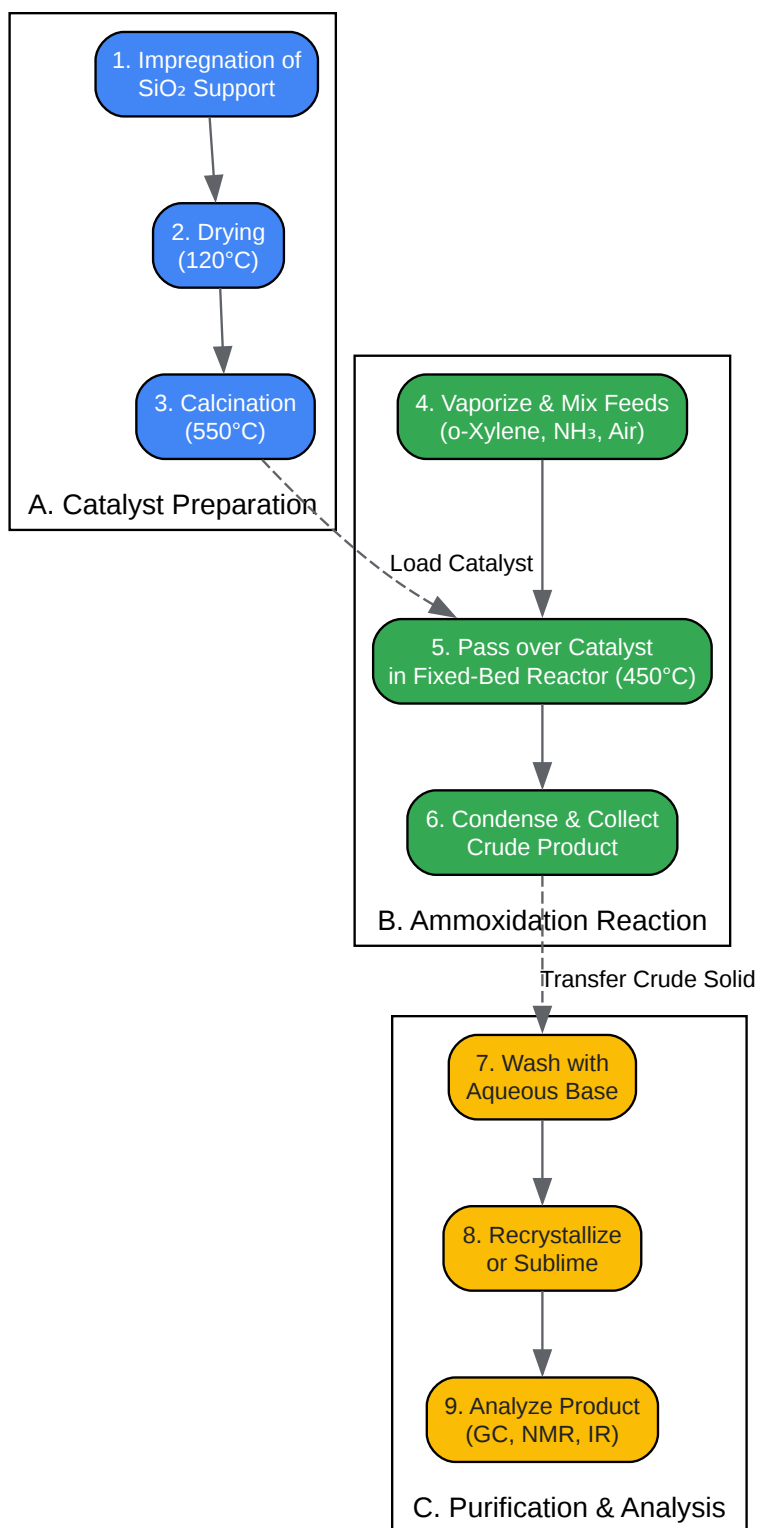 1. Impregnation of
SiO₂ Support
2. Drying
(120°C)
3. Calcination
(550°C)
A. Catalyst Preparation
4. Vaporize & Mix Feeds
(o-Xylene, NH₃, Air)
Load Catalyst
5. Pass over Catalyst
in Fixed-Bed Reactor (450°C)
6. Condense & Collect
Crude Product
B. Ammoxidation Reaction
Transfer Crude Solid
7. Wash with
Aqueous Base
8. Recrystallize
or Sublime
9. Analyze Product
(GC, NMR, IR)
C. Purification & Analysis